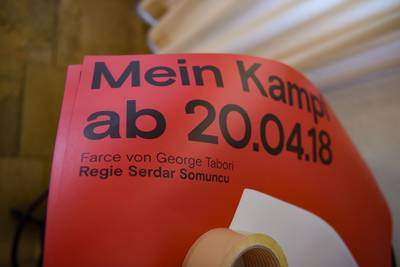 Mein Kampf
ab 20.04.18
Farce von George Tabori
Regie Serdar Somuncu